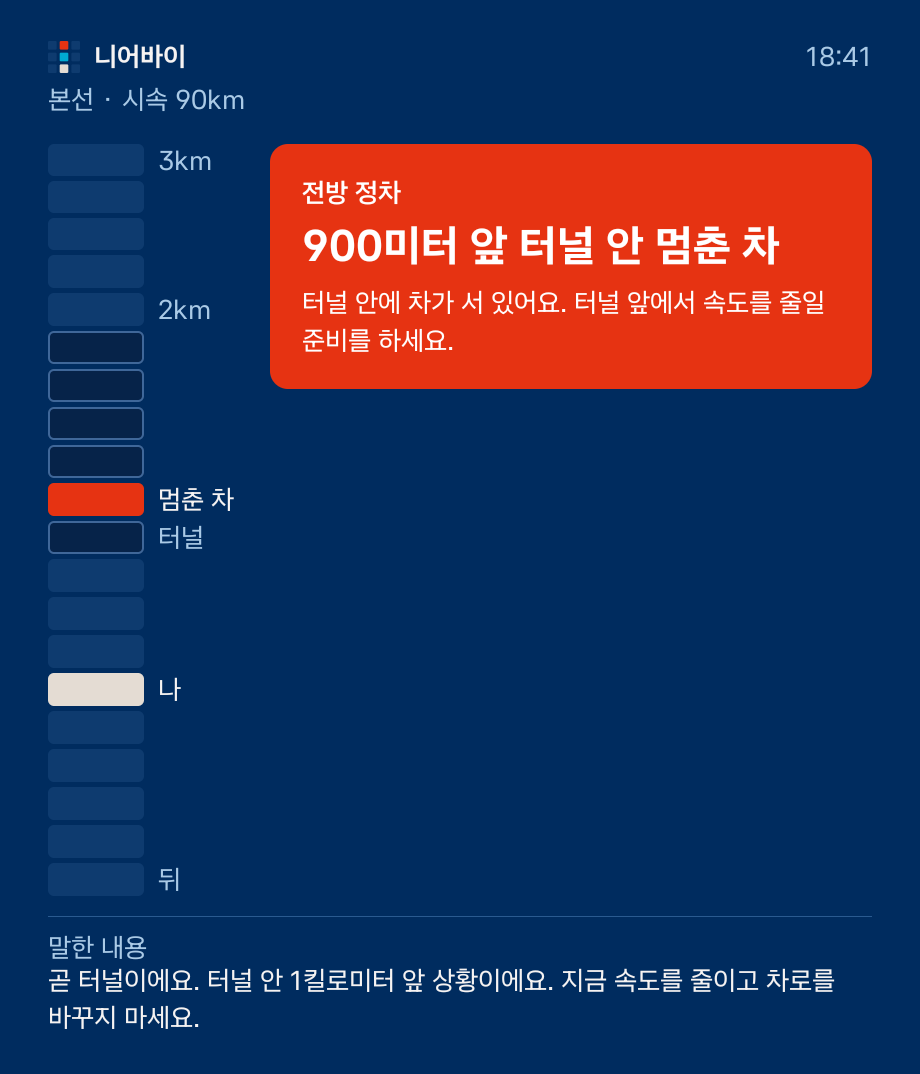 니어바이
18:41
본선 · 시속 90km
3km
전방 정차
900미터 앞 터널 안 멈춘 차
터널 안에 차가 서 있어요. 터널 앞에서 속도를 줄일
준비를 하세요.
2km
멈춘 차
터널
나
뒤
말한 내용
곧 터널이에요. 터널 안 1킬로미터 앞 상황이에요. 지금 속도를 줄이고 차로를
바꾸지 마세요.